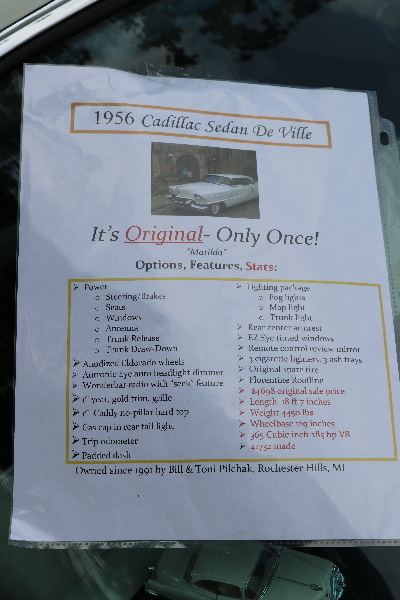 1956 Cadillac Sedan De Ville
It's Original- Only Once!
"Matilda"
Options, Features, Stats:
Power
Steering/Brakes
Seats
Windows
Antenna
Trunk Release
Trunk Draw-Down
Anodized Eldorado wheels
Autronic Eye auto headlight dimmer
Wonderbar radio with "seek" feature
1st year, gold trim, grille
1st Caddy no-pillar hard top
Gas cap in rear tail light
Trip odometer
Padded dash
Lighting package
Fog lights
Map light
Trunk light
Rear center armrest
EZ Eye tinted windows
Remote control review mirror
3 cigarette lighters, 3 ash trays
Original spare tire
Florentine Roofline
$4698 original sale price
Length 18 ft 7 inches
Weight 4450 lbs
Wheelbase 129 inches
365 Cubic inch 285 hp V8
41732 made
Owned since 1991 by Bill & Toni Pilchak, Rochester Hills, MI